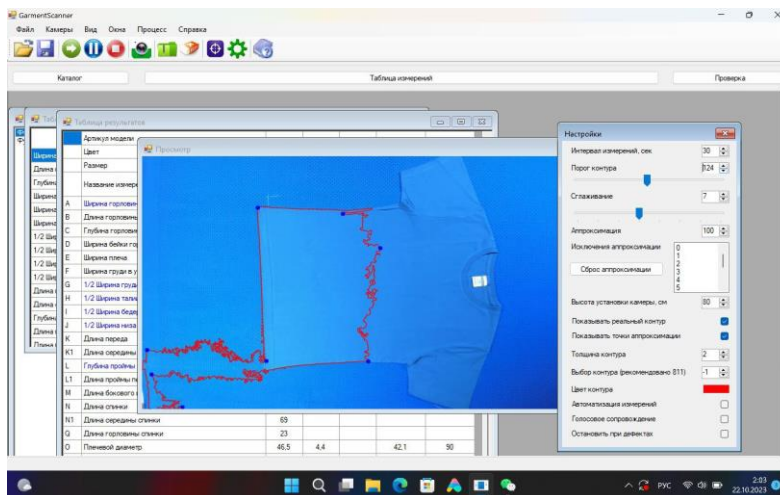 GarmentScanner
Файл Камеры Вид Окна Процесс Справка
Каталог
Таблица измерений
Проверка
Таблица результатов
Артикул модели
Цвет
Размер
Название измер
A Ширина горловин
B Длина горловины
C Глубина горловин
D Ширина бейки гор
E Ширина плеча
F Ширина груди в у
G 1/2 Ширина груд
H 1/2 Ширина тали
I 1/2 Ширина бедер
J 1/2 Ширина низа
K Длина переда
K1 Длина середины
L Глубина проймы
L1 Длина проймы п
M Длина бокового
N Длина спинки
N1 Длина середины спинки 69
Q Длина горловины спинки 23
O Плечевой диаметр 46,5 4,4 42,1 90
Просмотр
Настройки
Интервал измерений, сек 30
Порог контура 124
Сглаживание 7
Аппроксимация 100
Исключения аппроксимации
0
1
2
3
4
5
Сброс аппроксимации
Высота установки камеры, см 80
Показывать реальный контур
Показывать точки аппроксимации
Толщина контура 2
Выбор контура (рекомендовано 811) -1
Цвет контура
Автоматизация измерений
Голосовое сопровождение
Остановить при дефектах
РУС
2:03
22.10.2023